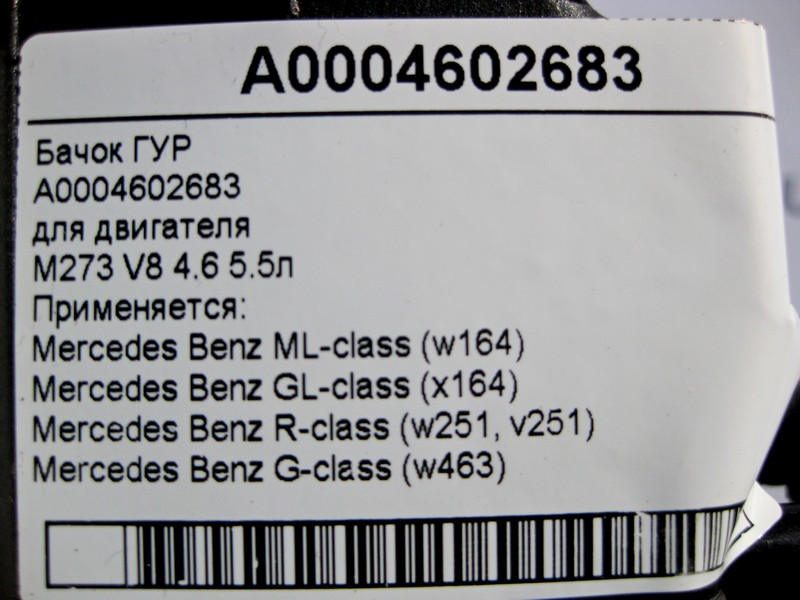 A0004602683
Бачок ГУР
A0004602683
для двигателя
M273 V8 4.6 5.5л
Применяется:
Mercedes Benz ML-class (w164)
Mercedes Benz GL-class (x164)
Mercedes Benz R-class (w251, v251)
Mercedes Benz G-class (w463)